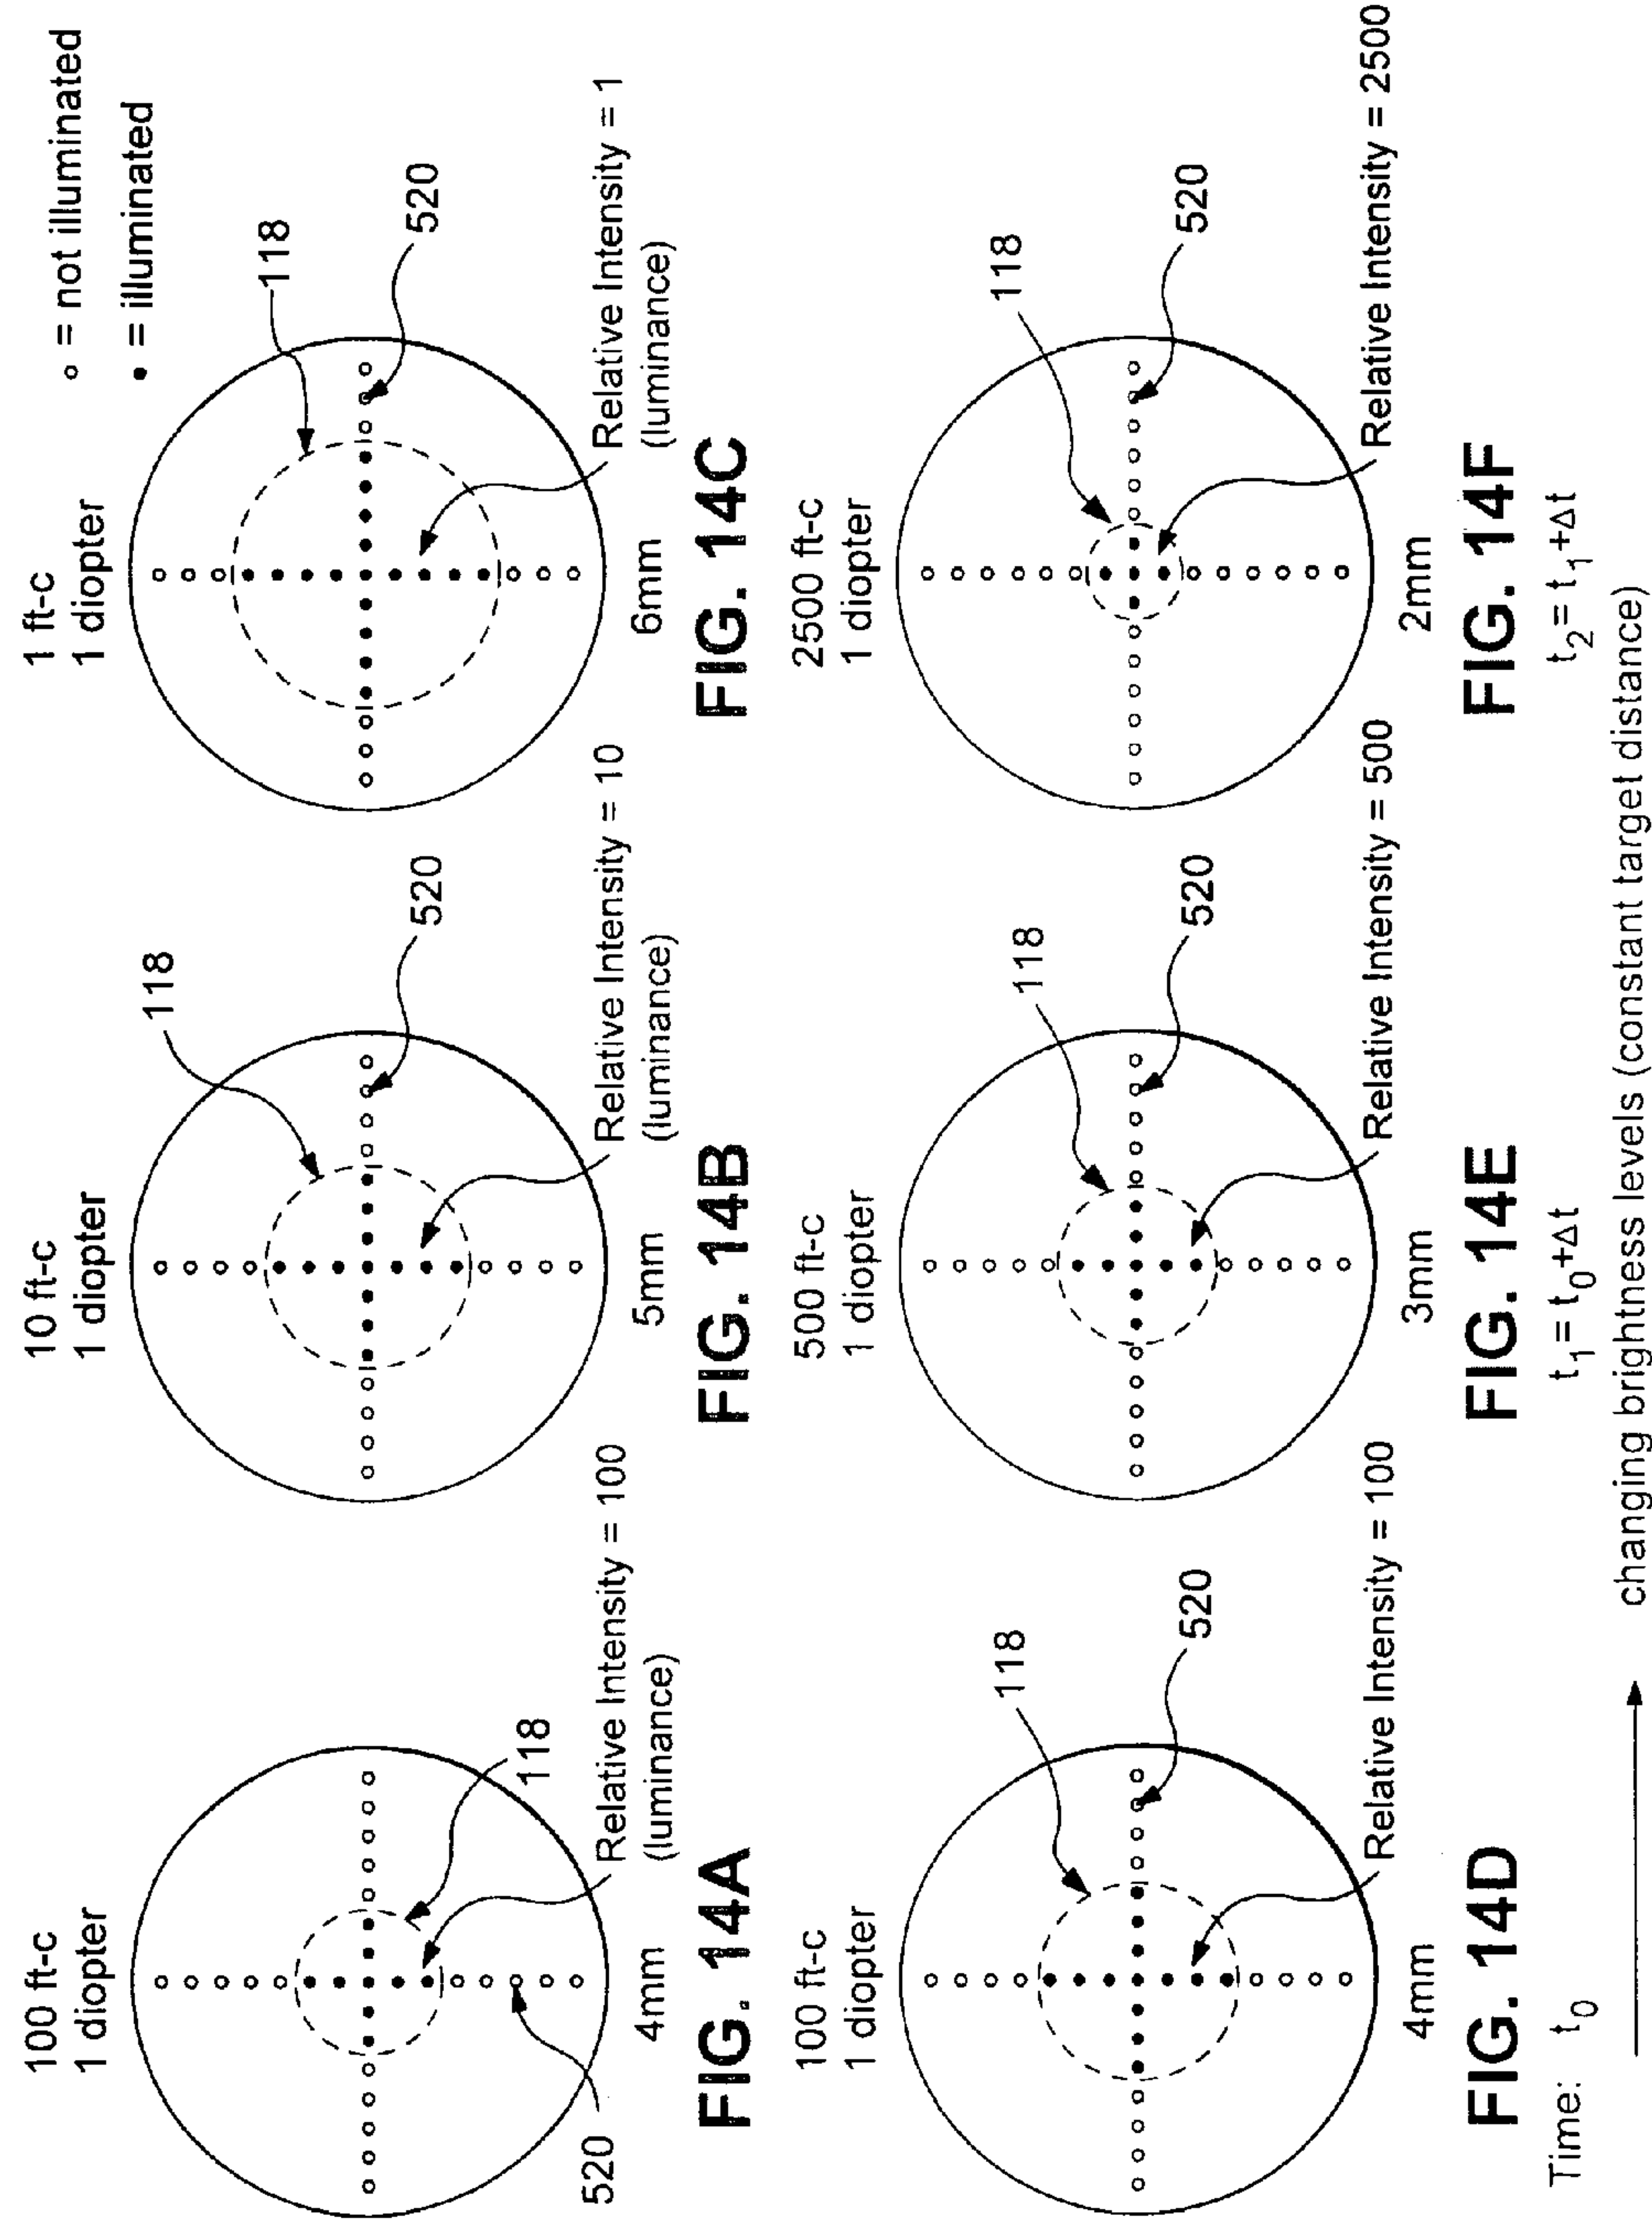 o = not illuminated
• = illuminated
100 ft-c
1 diopter
118
520
4mm
Relative Intensity = 100
(luminance)
FIG. 14A
10 ft-c
1 diopter
118
520
5mm
Relative Intensity = 10
(luminance)
FIG. 14B
1 ft-c
1 diopter
118
520
6mm
Relative Intensity = 1
(luminance)
FIG. 14C
100 ft-c
1 diopter
118
520
4mm
Relative Intensity = 100
FIG. 14D
500 ft-c
1 diopter
118
520
3mm
Relative Intensity = 500
FIG. 14E
2500 ft-c
1 diopter
118
520
2mm
Relative Intensity = 2500
FIG. 14F
Time: t₀
t₁ = t₀+Δt
t₂ = t₁+Δt
changing brightness levels (constant target distance)